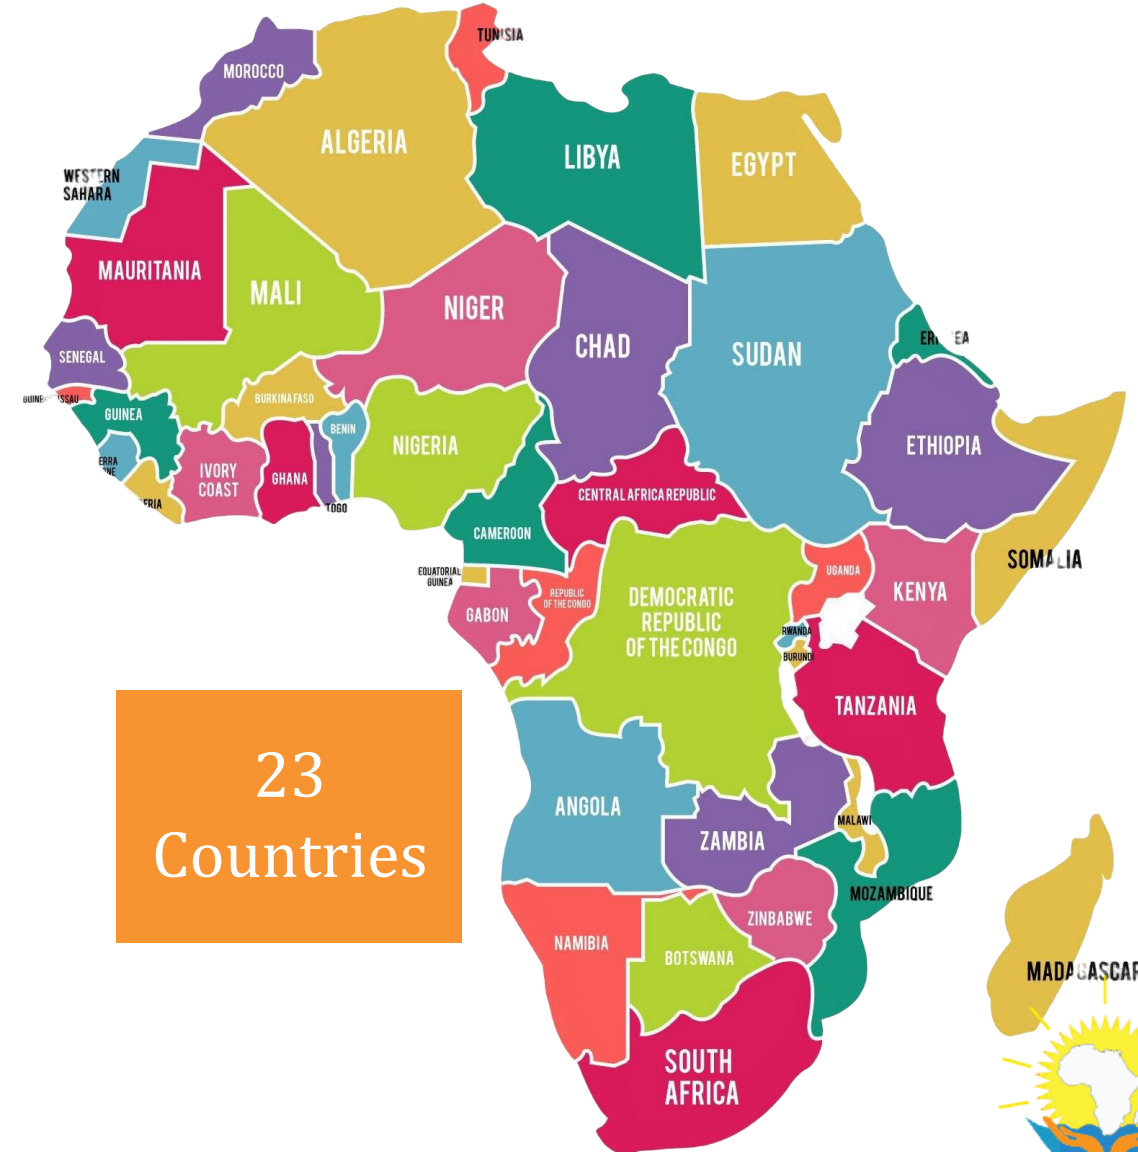 TUNISIA
MOROCCO
ALGERIA
LIBYA
EGYPT
WESTERN
SAHARA
MAURITANIA
MALI
NIGER
CHAD
SUDAN
SENEGAL
BURKINA FASO
GUINEA
BENIN
NIGERIA
ETHIOPIA
IVORY
COAST
GHANA
TOGO
CENTRAL AFRICA REPUBLIC
CAMEROON
SOMALIA
EQUATORIAL
GUINEA
UGANDA
KENYA
GABON
REPUBLIC
OF THE CONGO
DEMOCRATIC
REPUBLIC
OF THE CONGO
RWANDA
BURUNDI
TANZANIA
23
Countries
ANGOLA
ZAMBIA
MALAWI
MOZAMBIQUE
ZINBABWE
NAMIBIA
BOTSWANA
MADAGASCAR
SOUTH
AFRICA